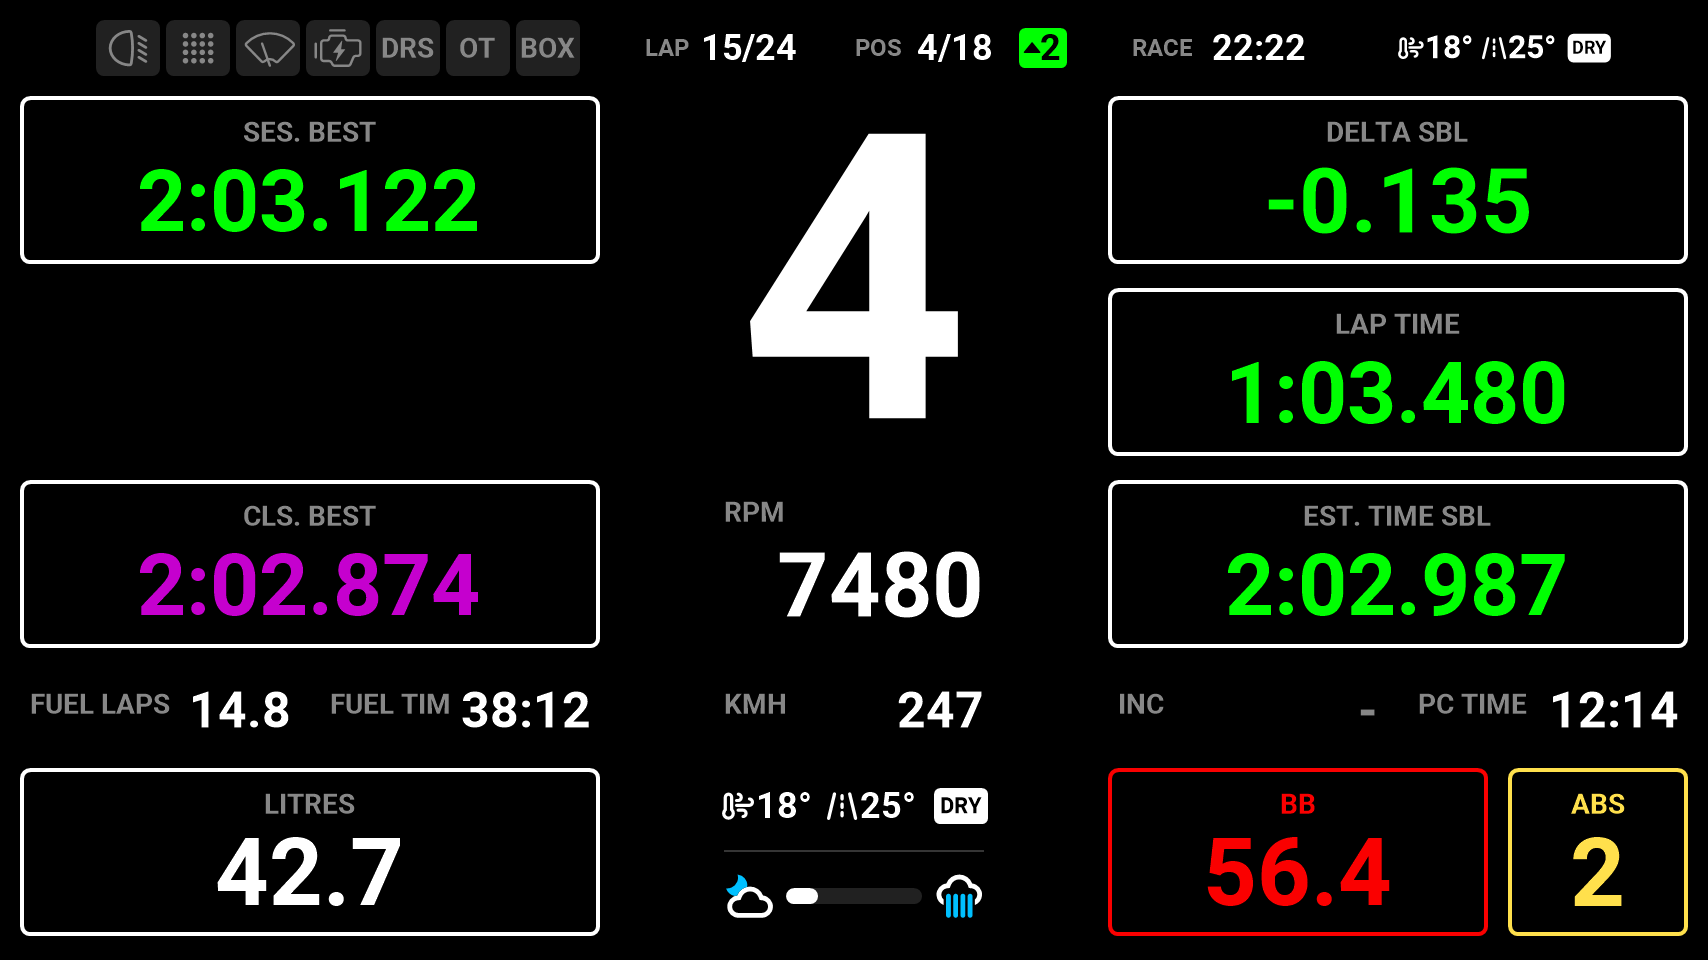 DRS OT BOX LAP 15/24 POS 4/18 2 RACE 22:22 18° 25° DRY
SES. BEST
2:03.122
4
DELTA SBL
-0.135
LAP TIME
1:03.480
CLS. BEST
2:02.874
RPM
7480
EST. TIME SBL
2:02.987
FUEL LAPS 14.8 FUEL TIM 38:12 KMH 247 INC - PC TIME 12:14
LITRES
42.7
18° 25° DRY
BB
56.4
ABS
2